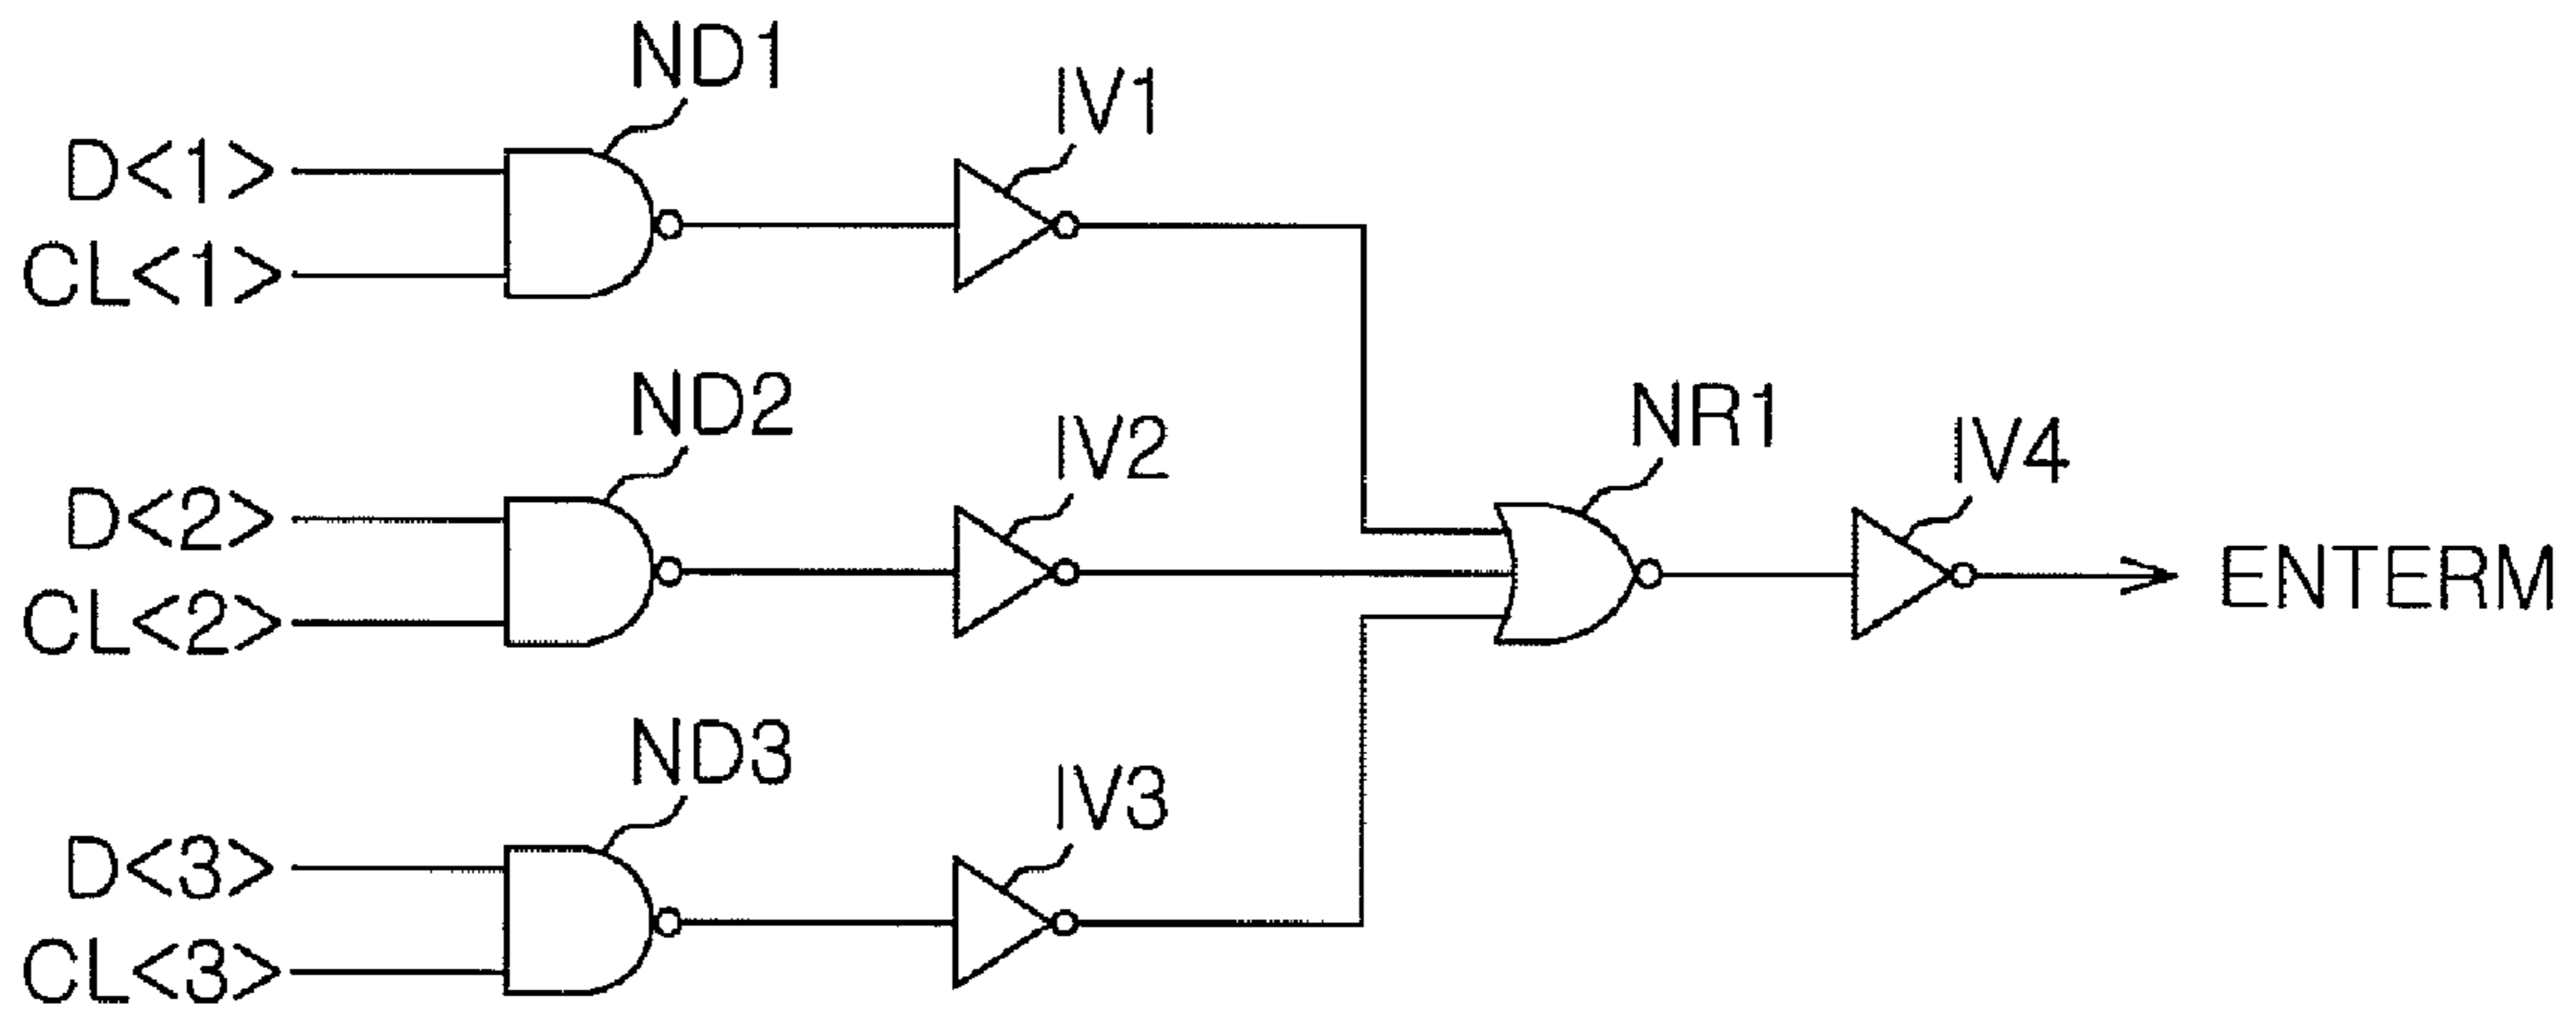 ND1
IV1
D<1>
CL<1>
ND2
IV2
NR1
IV4
D<2>
CL<2>
ENTERM
ND3
IV3
D<3>
CL<3>